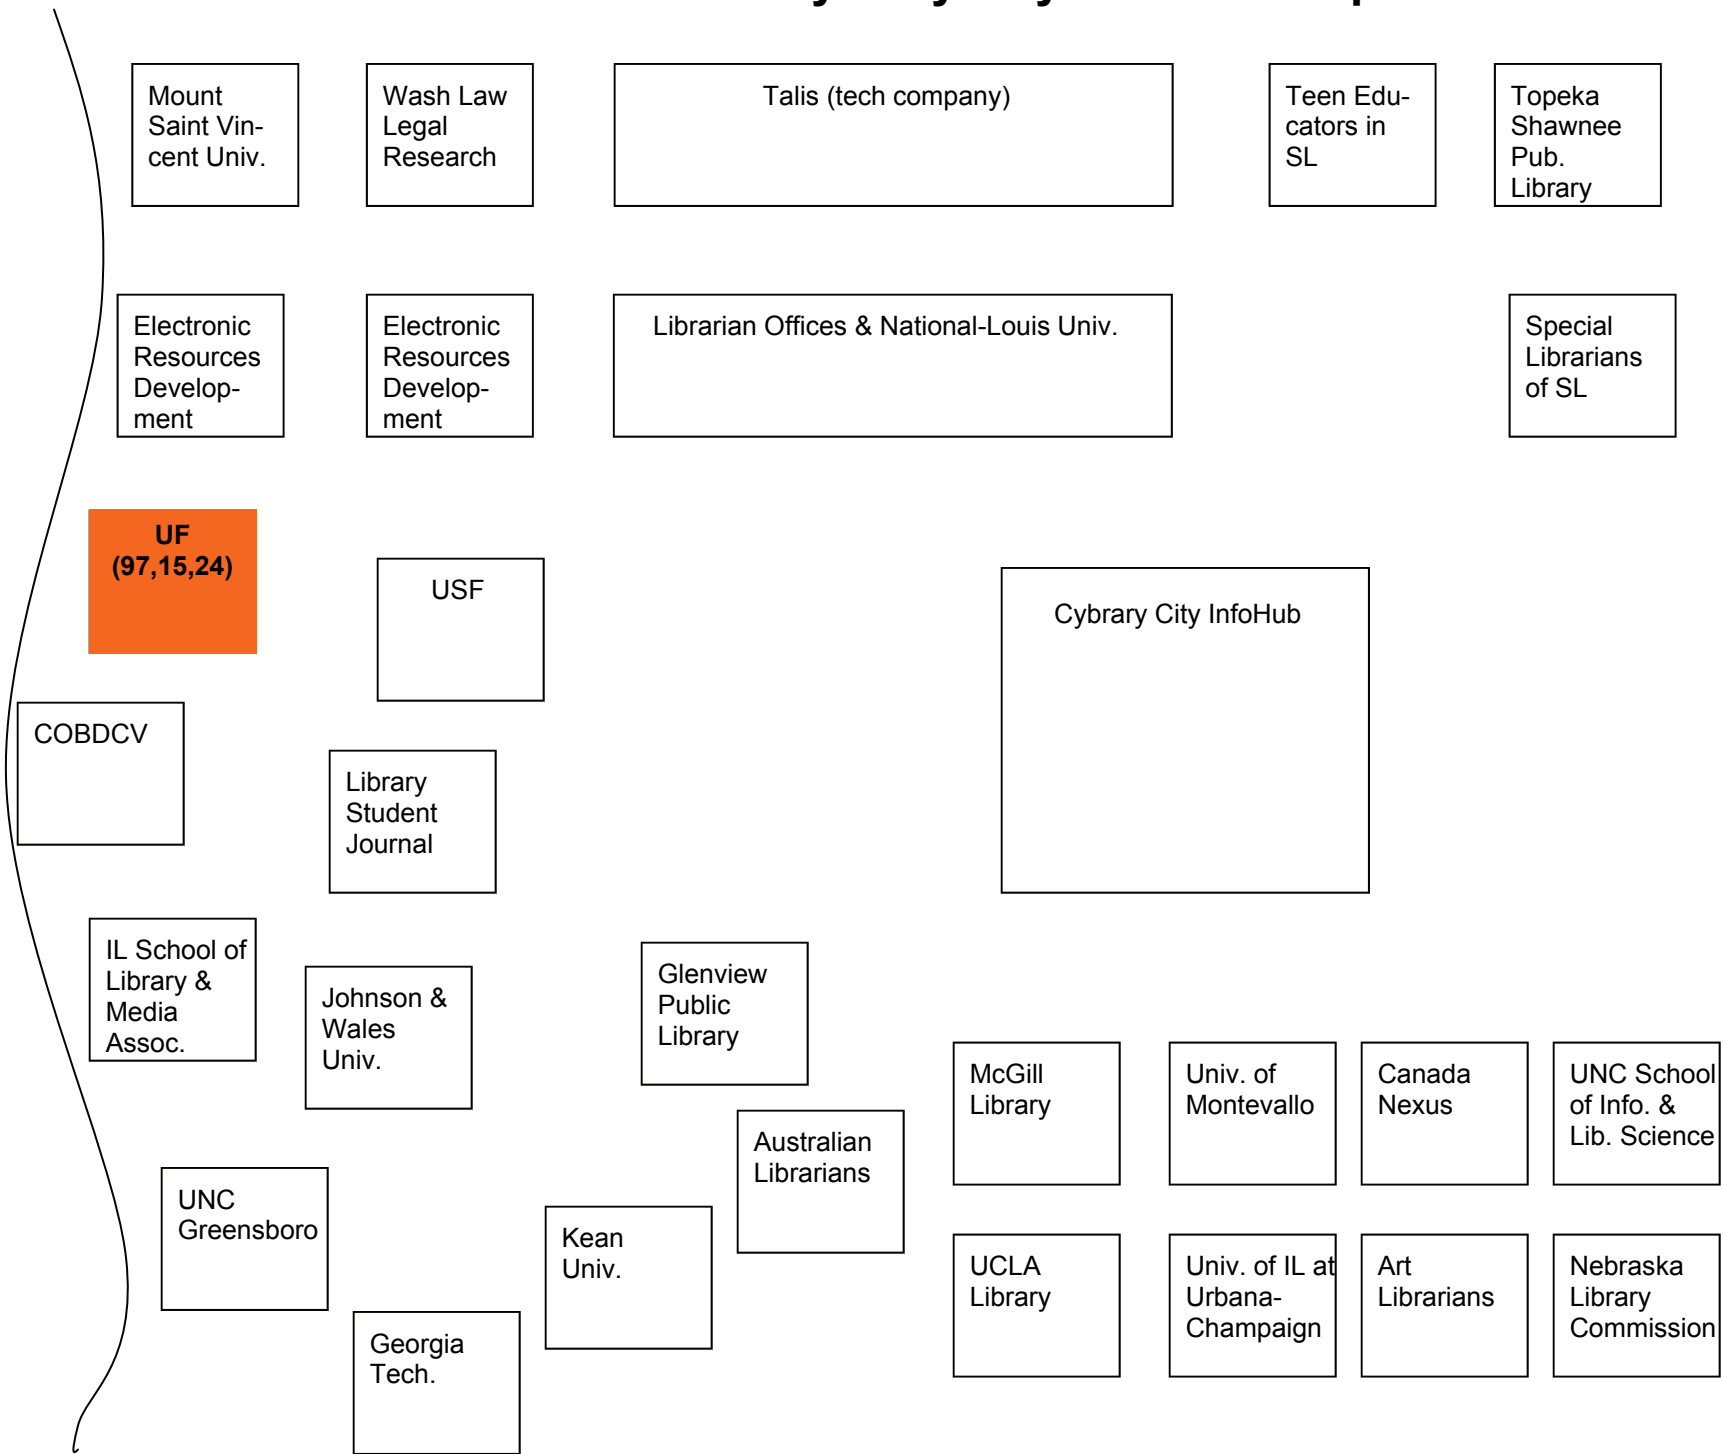 Mount
Saint Vin-
cent Univ.
Wash Law
Legal
Research
Talis (tech company)
Teen Edu-
cators in
SL
Topeka
Shawnee
Pub.
Library
Electronic
Resources
Develop-
ment
Electronic
Resources
Develop-
ment
Librarian Offices & National-Louis Univ.
Special
Librarians
of SL
UF
(97,15,24)
USF
Cybrary City InfoHub
COBDCV
Library
Student
Journal
IL School of
Library &
Media
Assoc.
Johnson &
Wales
Univ.
Glenview
Public
Library
McGill
Library
Univ. of
Montevallo
Canada
Nexus
UNC School
of Info. &
Lib. Science
Australian
Librarians
UNC
Greensboro
Kean
Univ.
UCLA
Library
Univ. of IL at
Urbana-
Champaign
Art
Librarians
Nebraska
Library
Commission
Georgia
Tech.